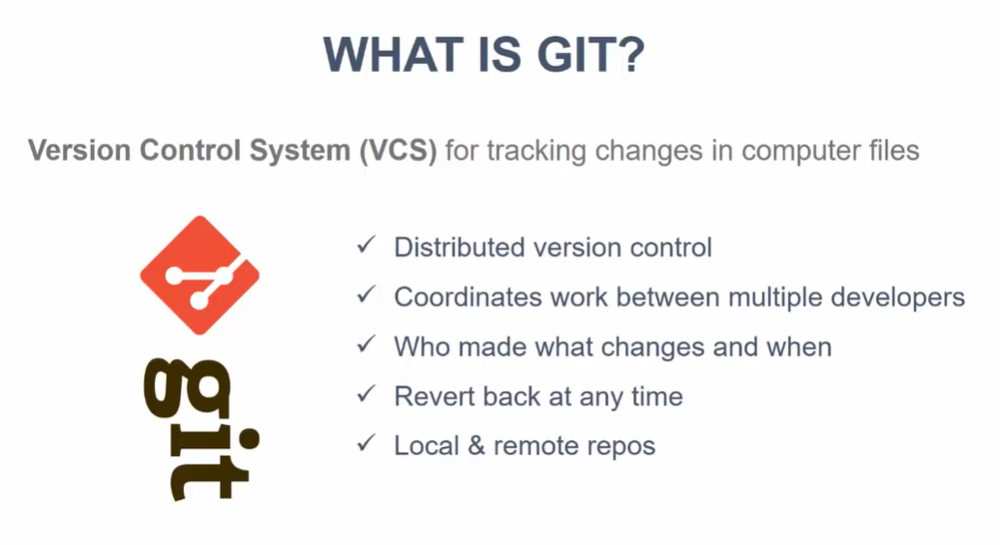 WHAT IS GIT?
Version Control System (VCS) for tracking changes in computer files
git
✓ Distributed version control
✓ Coordinates work between multiple developers
✓ Who made what changes and when
✓ Revert back at any time
✓ Local & remote repos